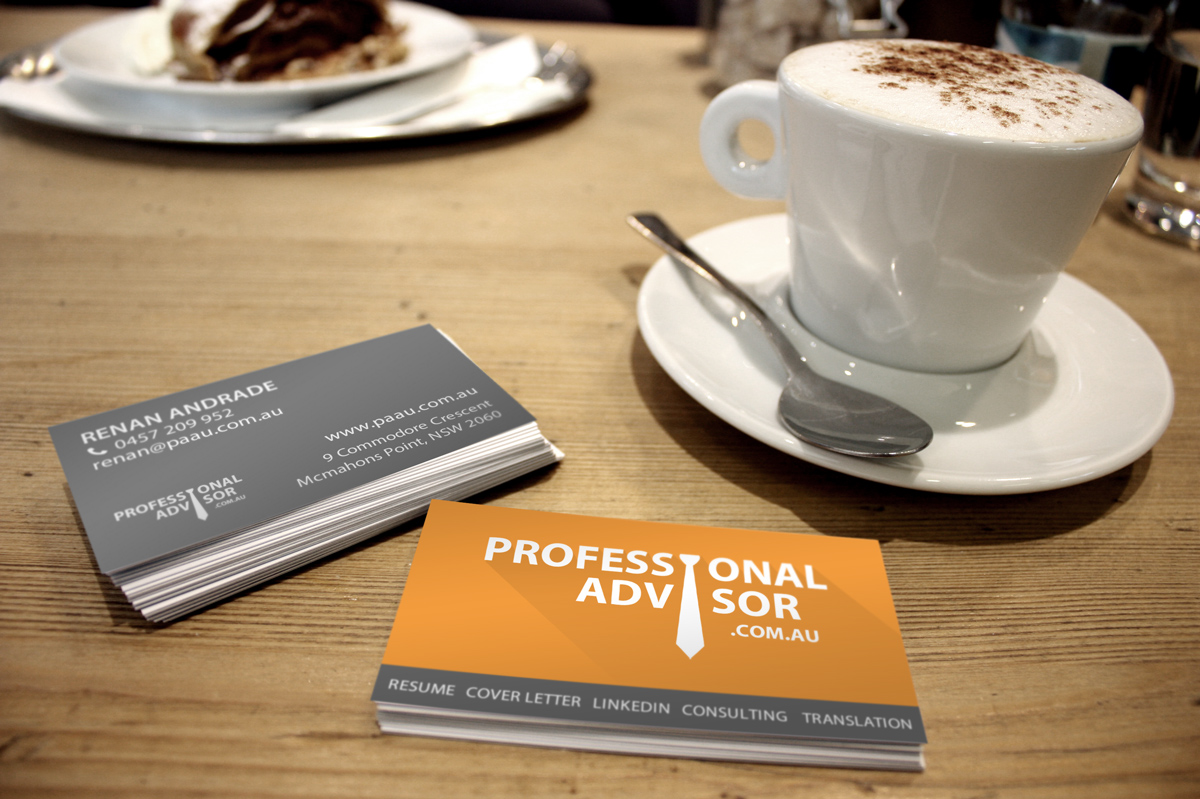 RENAN ANDRADE
0457 209 952
renan@paau.com.au
www.paau.com.au
9 Commodore Crescent
Mcmahons Point, NSW 2060
PROFESSIONAL
ADVISOR
.COM.AU
PROFESSIONAL
ADVISOR
.COM.AU
RESUME COVER LETTER LINKEDIN CONSULTING TRANSLATION